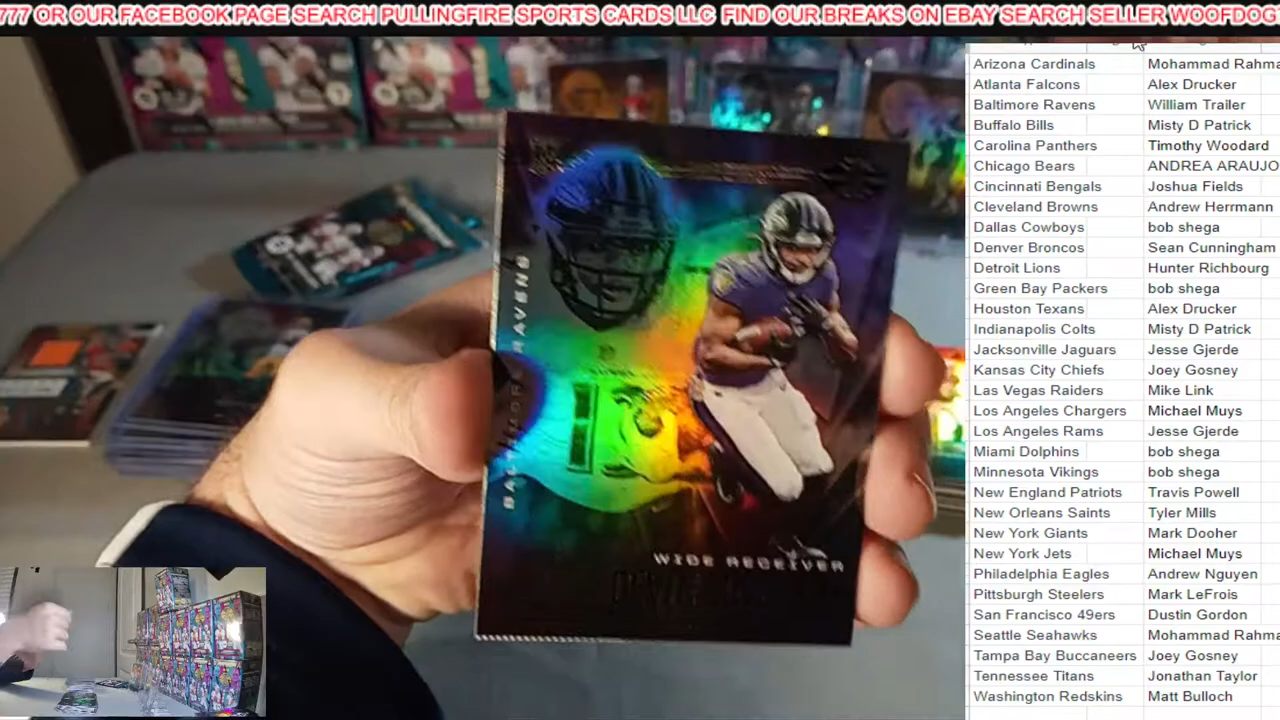 777 OR OUR FACEBOOK PAGE SEARCH PULLINGFIRE SPORTS CARDS LLC FIND OUR BREAKS ON EBAY SEARCH SELLER WOOFDOG7
Arizona Cardinals Mohammad Rahma
Atlanta Falcons Alex Drucker
Baltimore Ravens William Trailer
Buffalo Bills Misty D Patrick
Carolina Panthers Timothy Woodard
Chicago Bears ANDREA ARAUJO
Cincinnati Bengals Joshua Fields
Cleveland Browns Andrew Herrmann
Dallas Cowboys bob shega
Denver Broncos Sean Cunningham
Detroit Lions Hunter Richbourg
Green Bay Packers bob shega
Houston Texans Alex Drucker
Indianapolis Colts Misty D Patrick
Jacksonville Jaguars Jesse Gjerde
Kansas City Chiefs Joey Gosney
Las Vegas Raiders Mike Link
Los Angeles Chargers Michael Muys
Los Angeles Rams Jesse Gjerde
Miami Dolphins bob shega
Minnesota Vikings bob shega
New England Patriots Travis Powell
New Orleans Saints Tyler Mills
New York Giants Mark Dooher
New York Jets Michael Muys
Philadelphia Eagles Andrew Nguyen
Pittsburgh Steelers Mark LeFrois
San Francisco 49ers Dustin Gordon
Seattle Seahawks Mohammad Rahma
Tampa Bay Buccaneers Joey Gosney
Tennessee Titans Jonathan Taylor
Washington Redskins Matt Bulloch
BALTIMORE RAVENS
WIDE RECEIVER